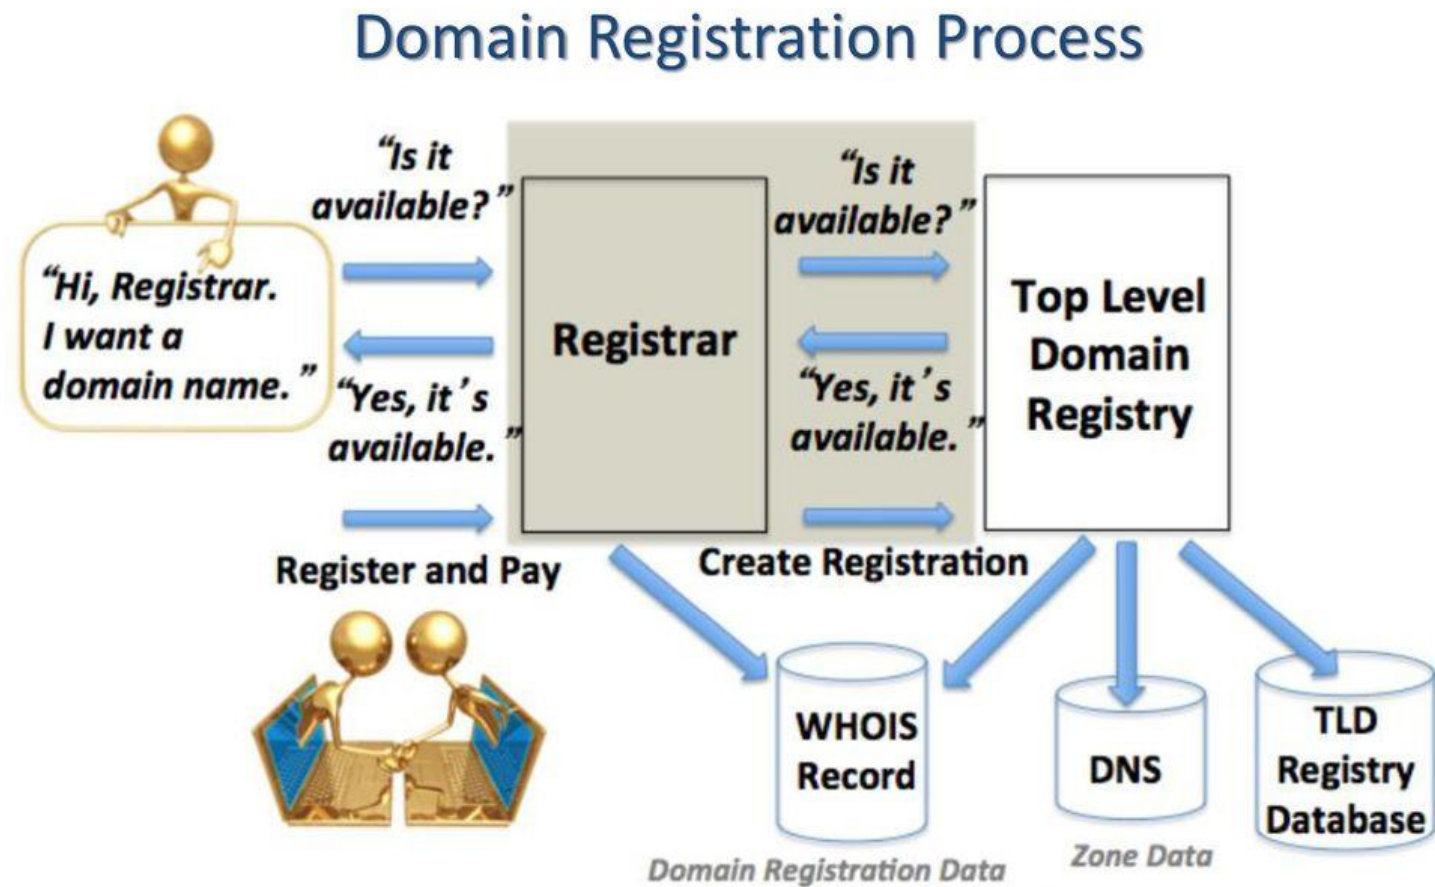 Domain Registration Process
“Is it
available?”
“Is it
available?”
“Hi, Registrar.
I want a
domain name.”
Registrar
Top Level
Domain
Registry
“Yes, it’s
available.”
“Yes, it’s
available.”
Register and Pay
Create Registration
WHOIS
Record
DNS
TLD
Registry
Database
Domain Registration Data
Zone Data